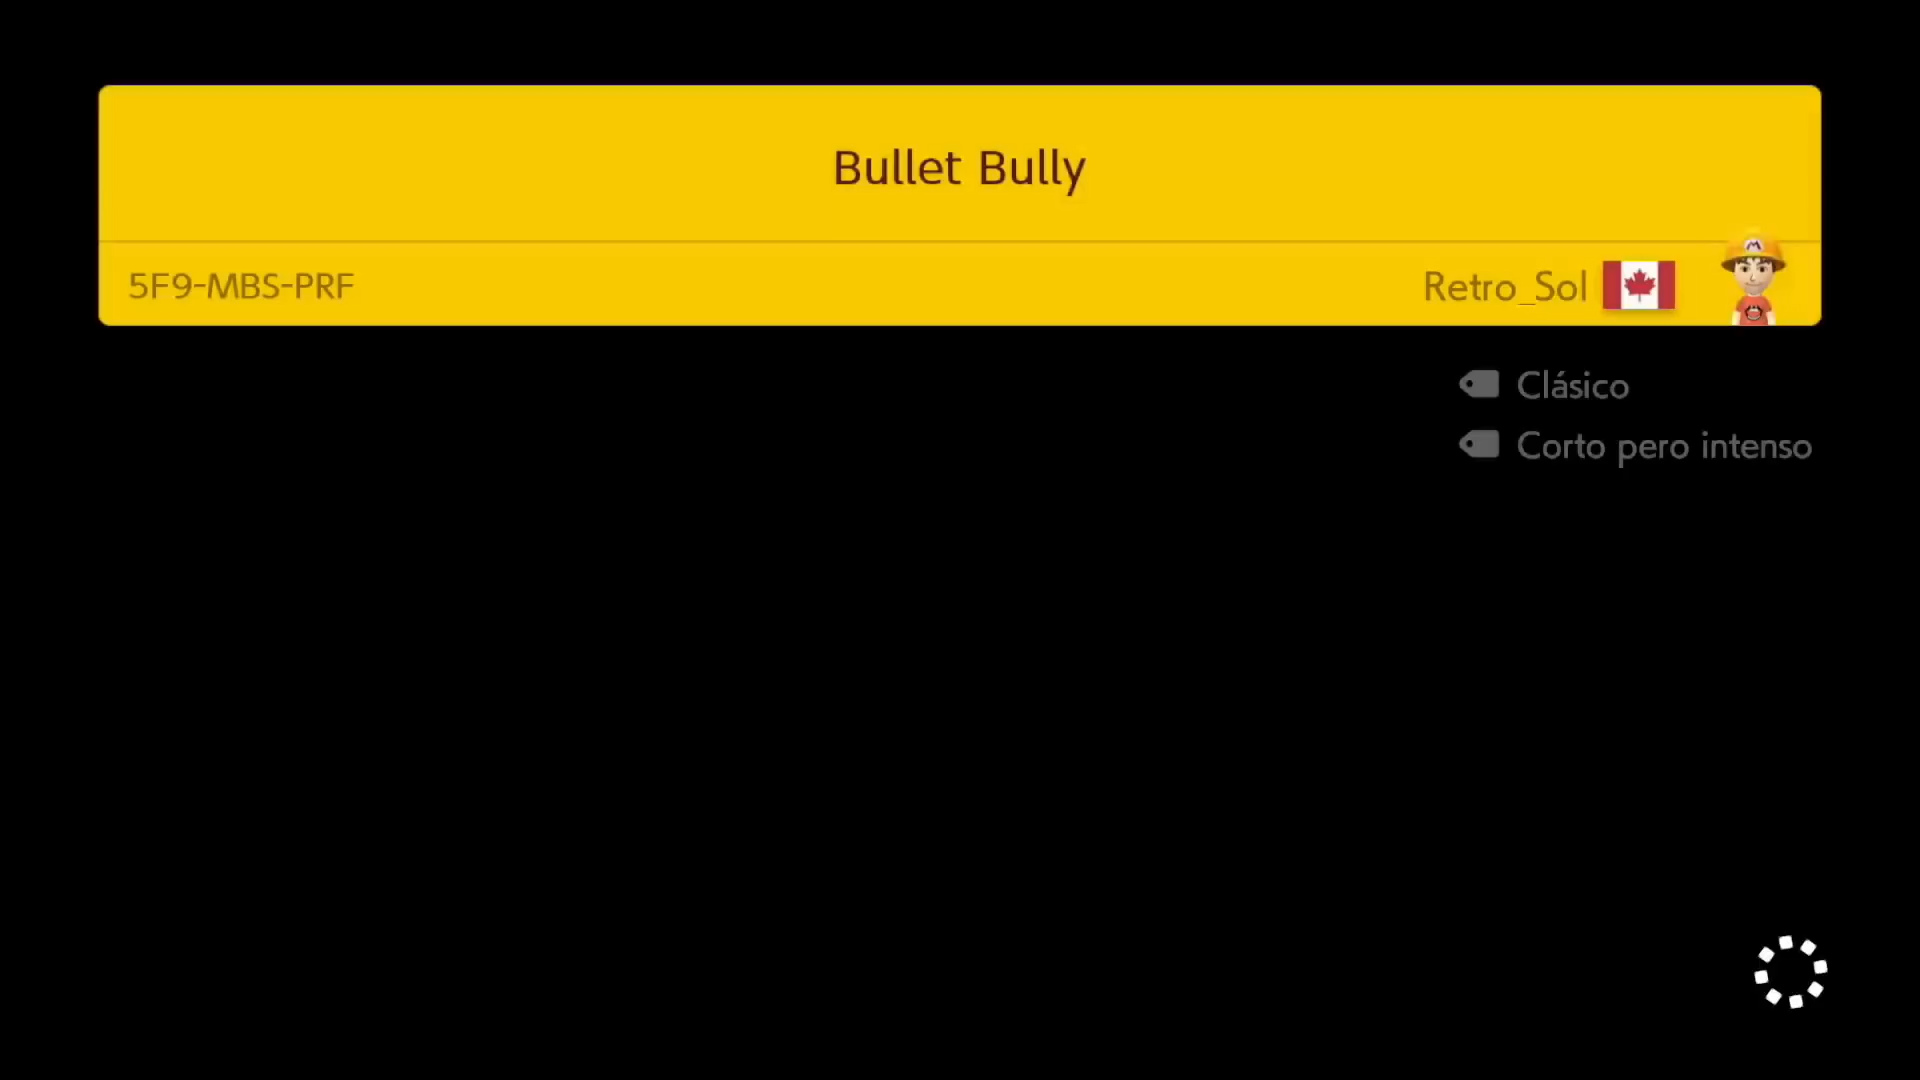 Bullet Bully
5F9-MBS-PRF
Retro_Sol
Clásico
Corto pero intenso